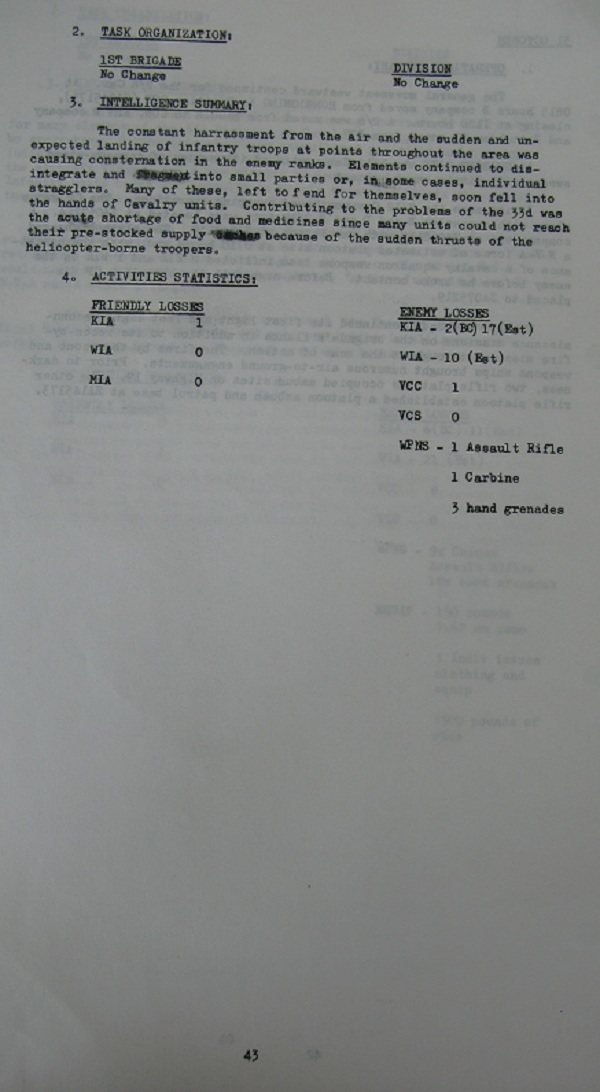 2. TASK ORGANIZATION:
1ST BRIGADE
No Change
DIVISION
No Change
3. INTELLIGENCE SUMMARY:
The constant harrassment from the air and the sudden and un-
expected landing of infantry troops at points throughout the area was
causing consternation in the enemy ranks. Elements continued to dis-
integrate and fragment into small parties or, in some cases, individual
stragglers. Many of these, left to fend for themselves, soon fell into
the hands of Cavalry units. Contributing to the problems of the 33d was
the acute shortage of food and medicines since many units could not reach
their pre-stocked supply because of the sudden thrusts of the
helicopter-borne troopers.
4. ACTIVITIES STATISTICS:
FRIENDLY LOSSES
KIA 1
WIA 0
MIA 0
ENEMY LOSSES
KIA - 2(BC) 17(Est)
WIA - 10 (Est)
VCC 1
VCS 0
WPNS - 1 Assault Rifle
1 Carbine
3 hand grenades
43